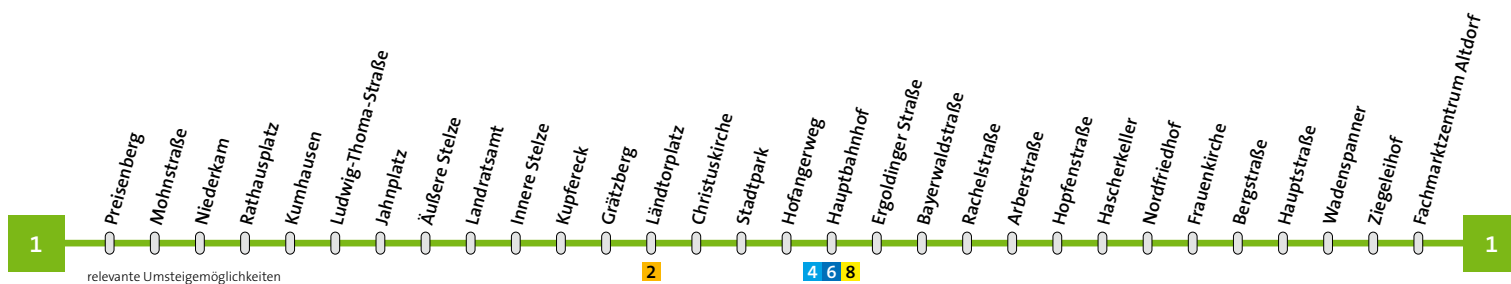 1
Preisenberg
Mohnstraße
Niederkam
Rathausplatz
Kumhausen
Ludwig-Thoma-Straße
Jahnplatz
Äußere Stelze
Landratsamt
Innere Stelze
Kupfereck
Grätzberg
Ländtorplatz
Christuskirche
Stadtpark
Hofangerweg
Hauptbahnhof
Ergoldinger Straße
Bayerwaldstraße
Rachelstraße
Arberstraße
Hopfenstraße
Hascherkeller
Nordfriedhof
Frauenkirche
Bergstraße
Hauptstraße
Wadenspanner
Ziegeleihof
Fachmarktzentrum Altdorf
1
relevante Umsteigemöglichkeiten
2
4 6 8